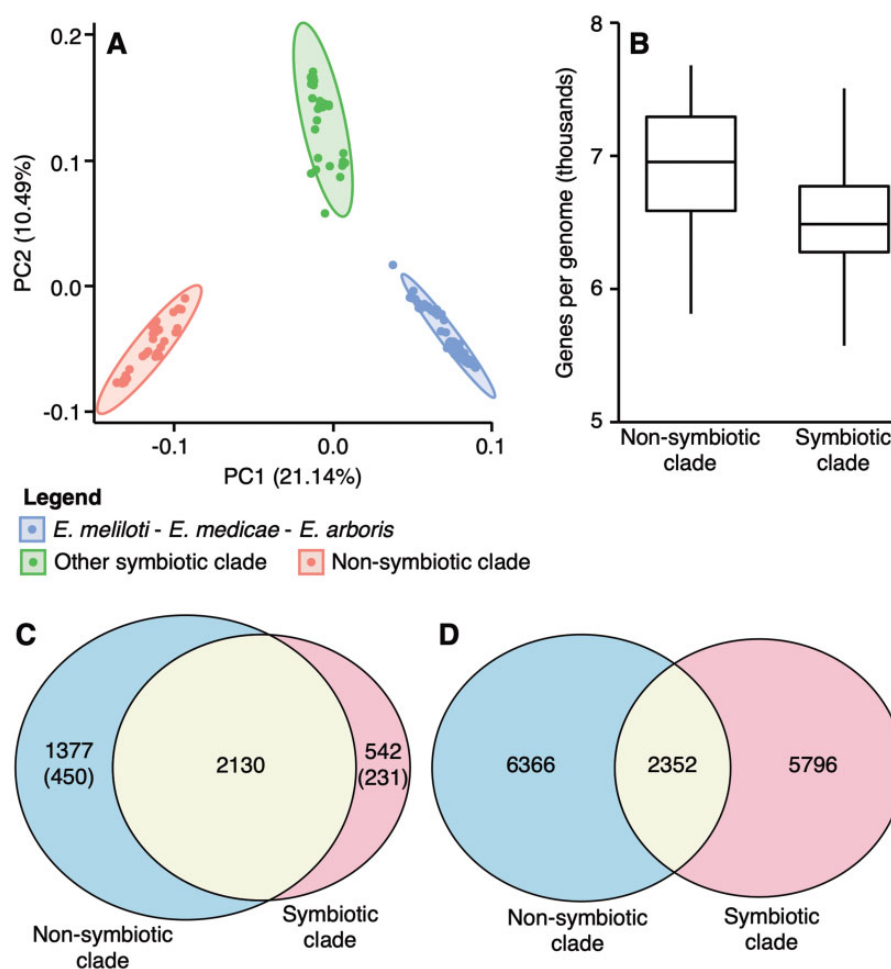 A
0.2
0.1
0.0
-0.1
PC2 (10.49%)
-0.1
0.0
0.1
PC1 (21.14%)
B
8
7
6
5
Genes per genome (thousands)
Non-symbiotic
clade
Symbiotic
clade
Legend
E. meliloti - E. medicae - E. arboris
Other symbiotic clade
Non-symbiotic clade
C
1377
(450)
2130
542
(231)
Non-symbiotic
clade
Symbiotic
clade
D
6366
2352
5796
Non-symbiotic
clade
Symbiotic
clade